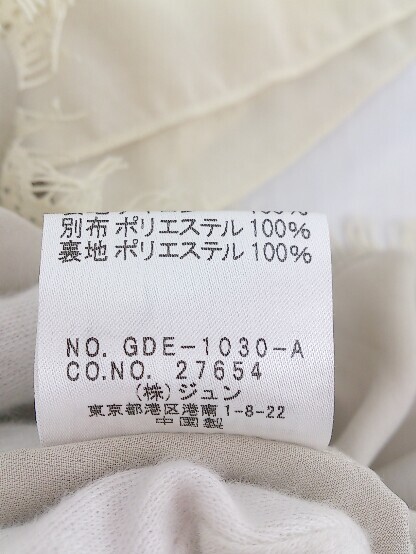 別布 ポリエステル 100%
裏地 ポリエステル 100%
NO. GDE-1030-A
CO.NO. 27654
(株)ジュン
東京都港区港南1-8-22
中国製